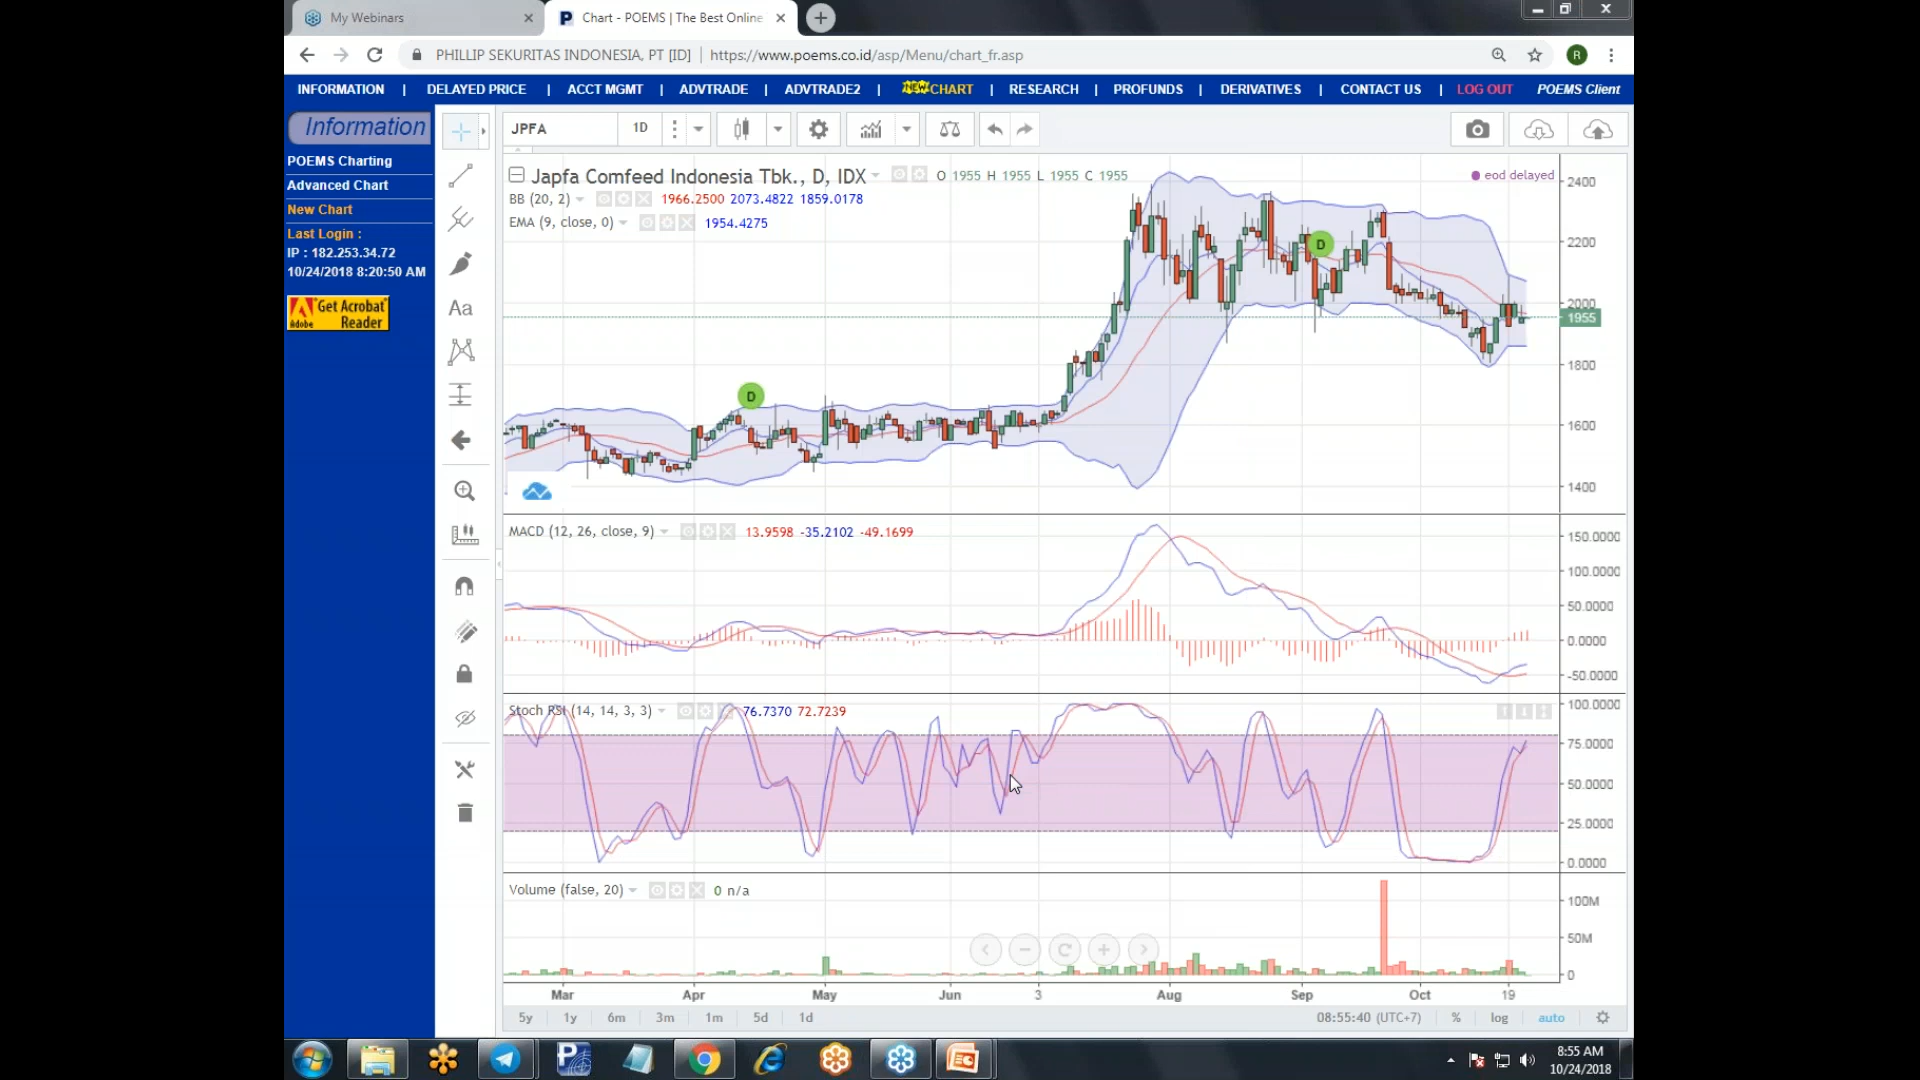 My Webinars
Chart - POEMS | The Best Online
PHILLIP SEKURITAS INDONESIA, PT [ID] | https://www.poems.co.id/asp/Menu/chart_fr.asp
R
INFORMATION | DELAYED PRICE | ACCT MGMT | ADVTRADE | ADVTRADE2 | NEW CHART | RESEARCH | PROFUNDS | DERIVATIVES | CONTACT US | LOG OUT POEMS Client
Information
POEMS Charting
Advanced Chart
New Chart
Last Login :
IP : 182.253.34.72
10/24/2018 8:20:50 AM
Get Acrobat
Adobe Reader
Aa
JPFA 1D
Japfa Comfeed Indonesia Tbk., D, IDX O 1955 H 1955 L 1955 C 1955
eod delayed
BB (20, 2) 1966.2500 2073.4822 1859.0178
EMA (9, close, 0) 1954.4275
D
D
2400
2200
2000
1955
1800
1600
1400
MACD (12, 26, close, 9) 13.9598 -35.2102 -49.1699
150.0000
100.0000
50.0000
0.0000
-50.0000
Stoch RSI (14, 14, 3, 3) 76.7370 72.7239
100.0000
75.0000
50.0000
25.0000
0.0000
Volume (false, 20) 0 n/a
100M
50M
0
Mar Apr May Jun 3 Aug Sep Oct 19
5y 1y 6m 3m 1m 5d 1d
08:55:40 (UTC+7) % log auto
8:55 AM
10/24/2018